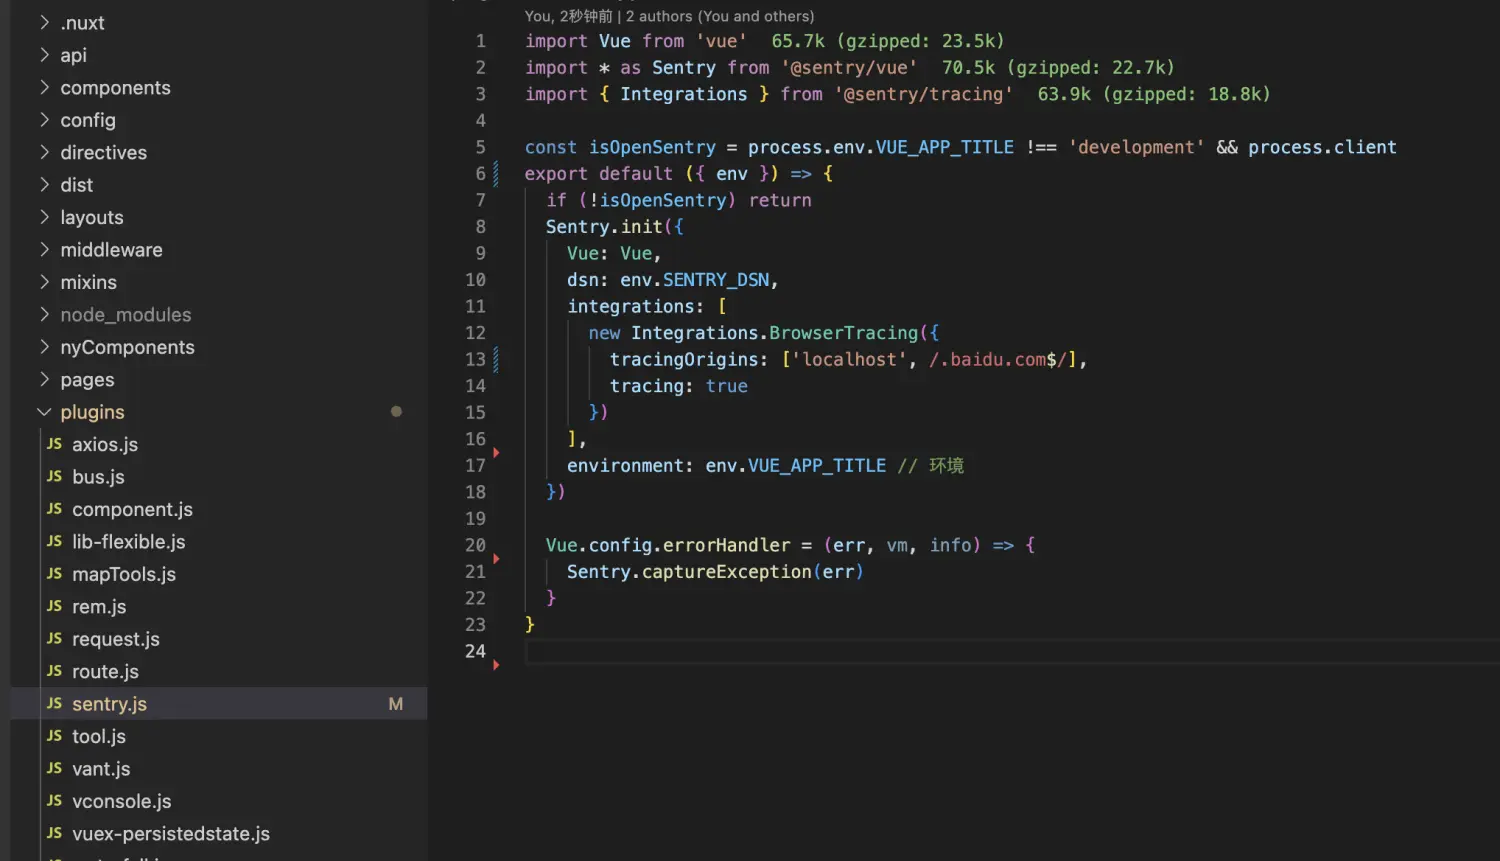 .nuxt
api
components
config
directives
dist
layouts
middleware
mixins
node_modules
nyComponents
pages
plugins
JS axios.js
JS bus.js
JS component.js
JS lib-flexible.js
JS mapTools.js
JS rem.js
JS request.js
JS route.js
JS sentry.js M
JS tool.js
JS vant.js
JS vconsole.js
JS vuex-persistedstate.js
You, 2秒钟前 | 2 authors (You and others)
1 import Vue from 'vue' 65.7k (gzipped: 23.5k)
2 import * as Sentry from '@sentry/vue' 70.5k (gzipped: 22.7k)
3 import { Integrations } from '@sentry/tracing' 63.9k (gzipped: 18.8k)
4
5 const isOpenSentry = process.env.VUE_APP_TITLE !== 'development' && process.client
6 export default ({ env }) => {
7 if (!isOpenSentry) return
8 Sentry.init({
9 Vue: Vue,
10 dsn: env.SENTRY_DSN,
11 integrations: [
12 new Integrations.BrowserTracing({
13 tracingOrigins: ['localhost', /.baidu.com$/],
14 tracing: true
15 })
16 ],
17 environment: env.VUE_APP_TITLE // 环境
18 })
19
20 Vue.config.errorHandler = (err, vm, info) => {
21 Sentry.captureException(err)
22 }
23 }
24